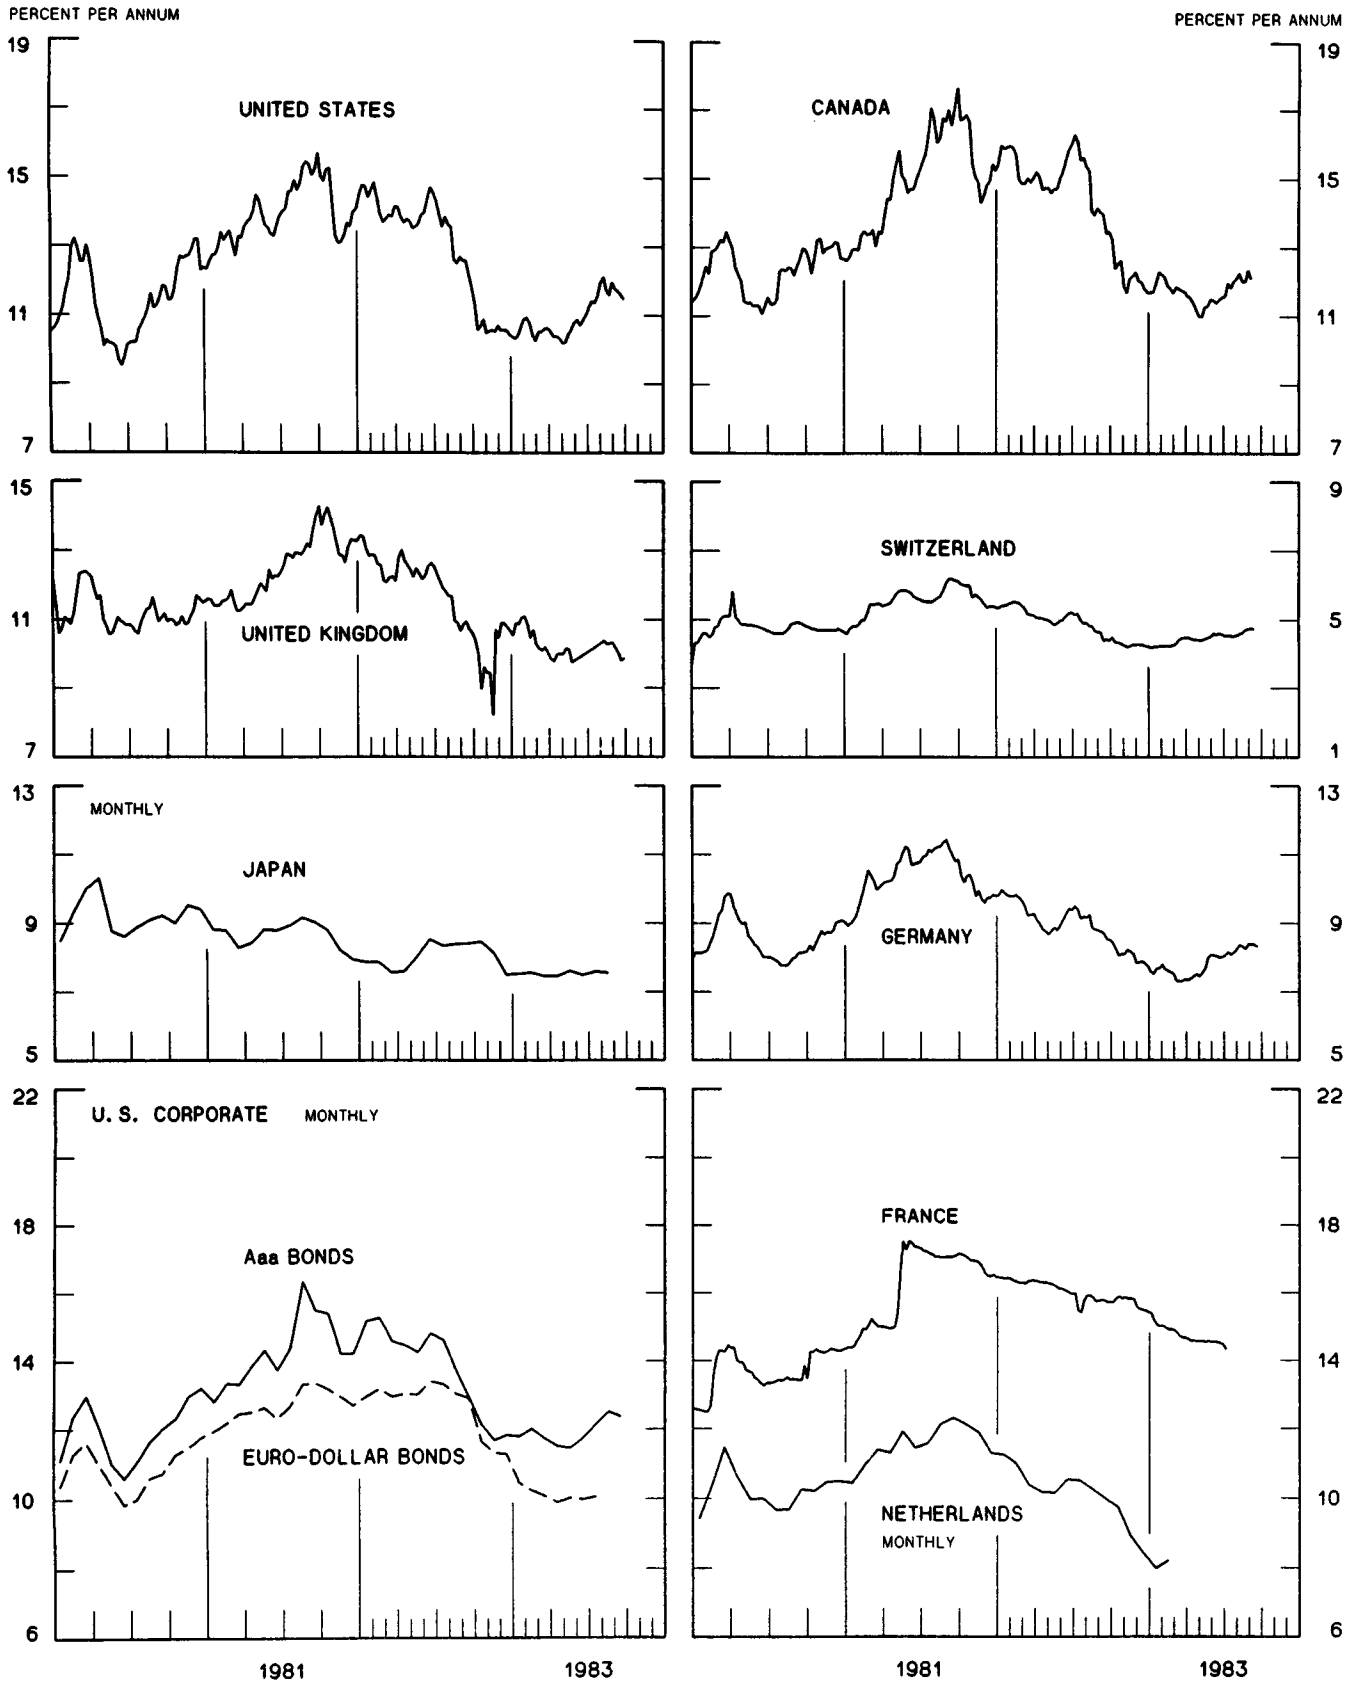 PERCENT PER ANNUM
PERCENT PER ANNUM
19
UNITED STATES
15
11
7
CANADA
19
15
11
7
15
11
UNITED KINGDOM
7
SWITZERLAND
9
5
1
13
MONTHLY
JAPAN
9
5
GERMANY
13
9
5
22
U.S. CORPORATE MONTHLY
18
Aaa BONDS
14
EURO-DOLLAR BONDS
10
6
1981
1983
FRANCE
NETHERLANDS
MONTHLY
22
18
14
10
6
1981
1983